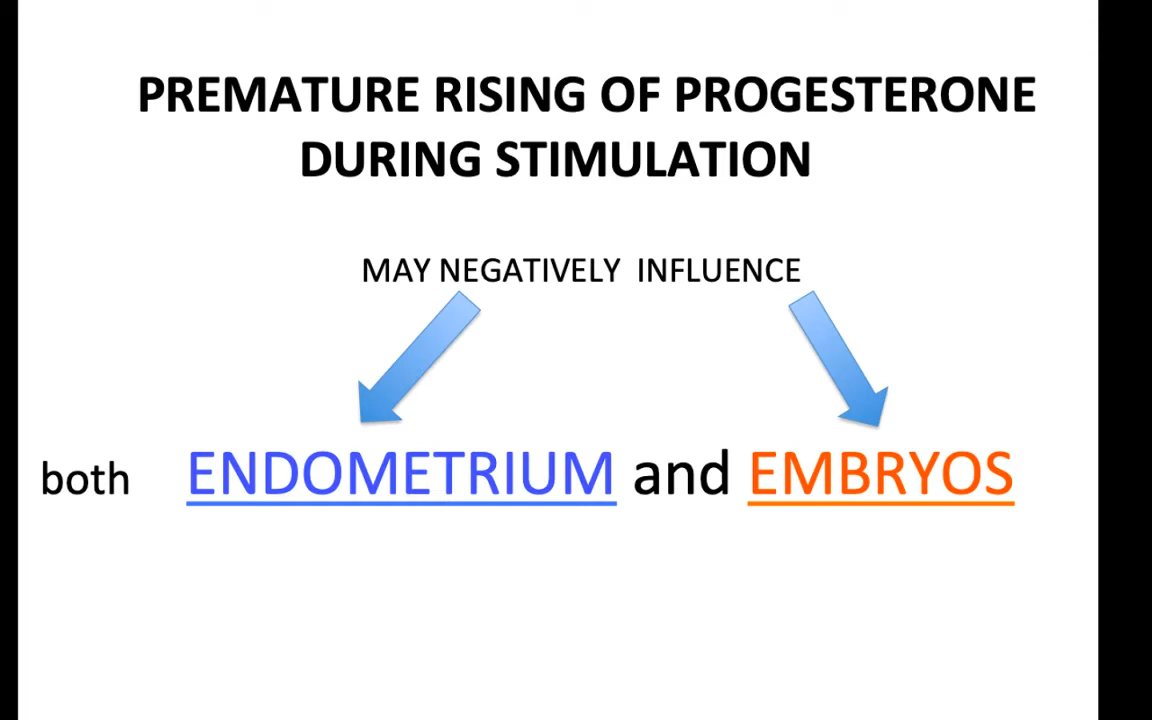 PREMATURE RISING OF PROGESTERONE
DURING STIMULATION
MAY NEGATIVELY INFLUENCE
both ENDOMETRIUM and EMBRYOS